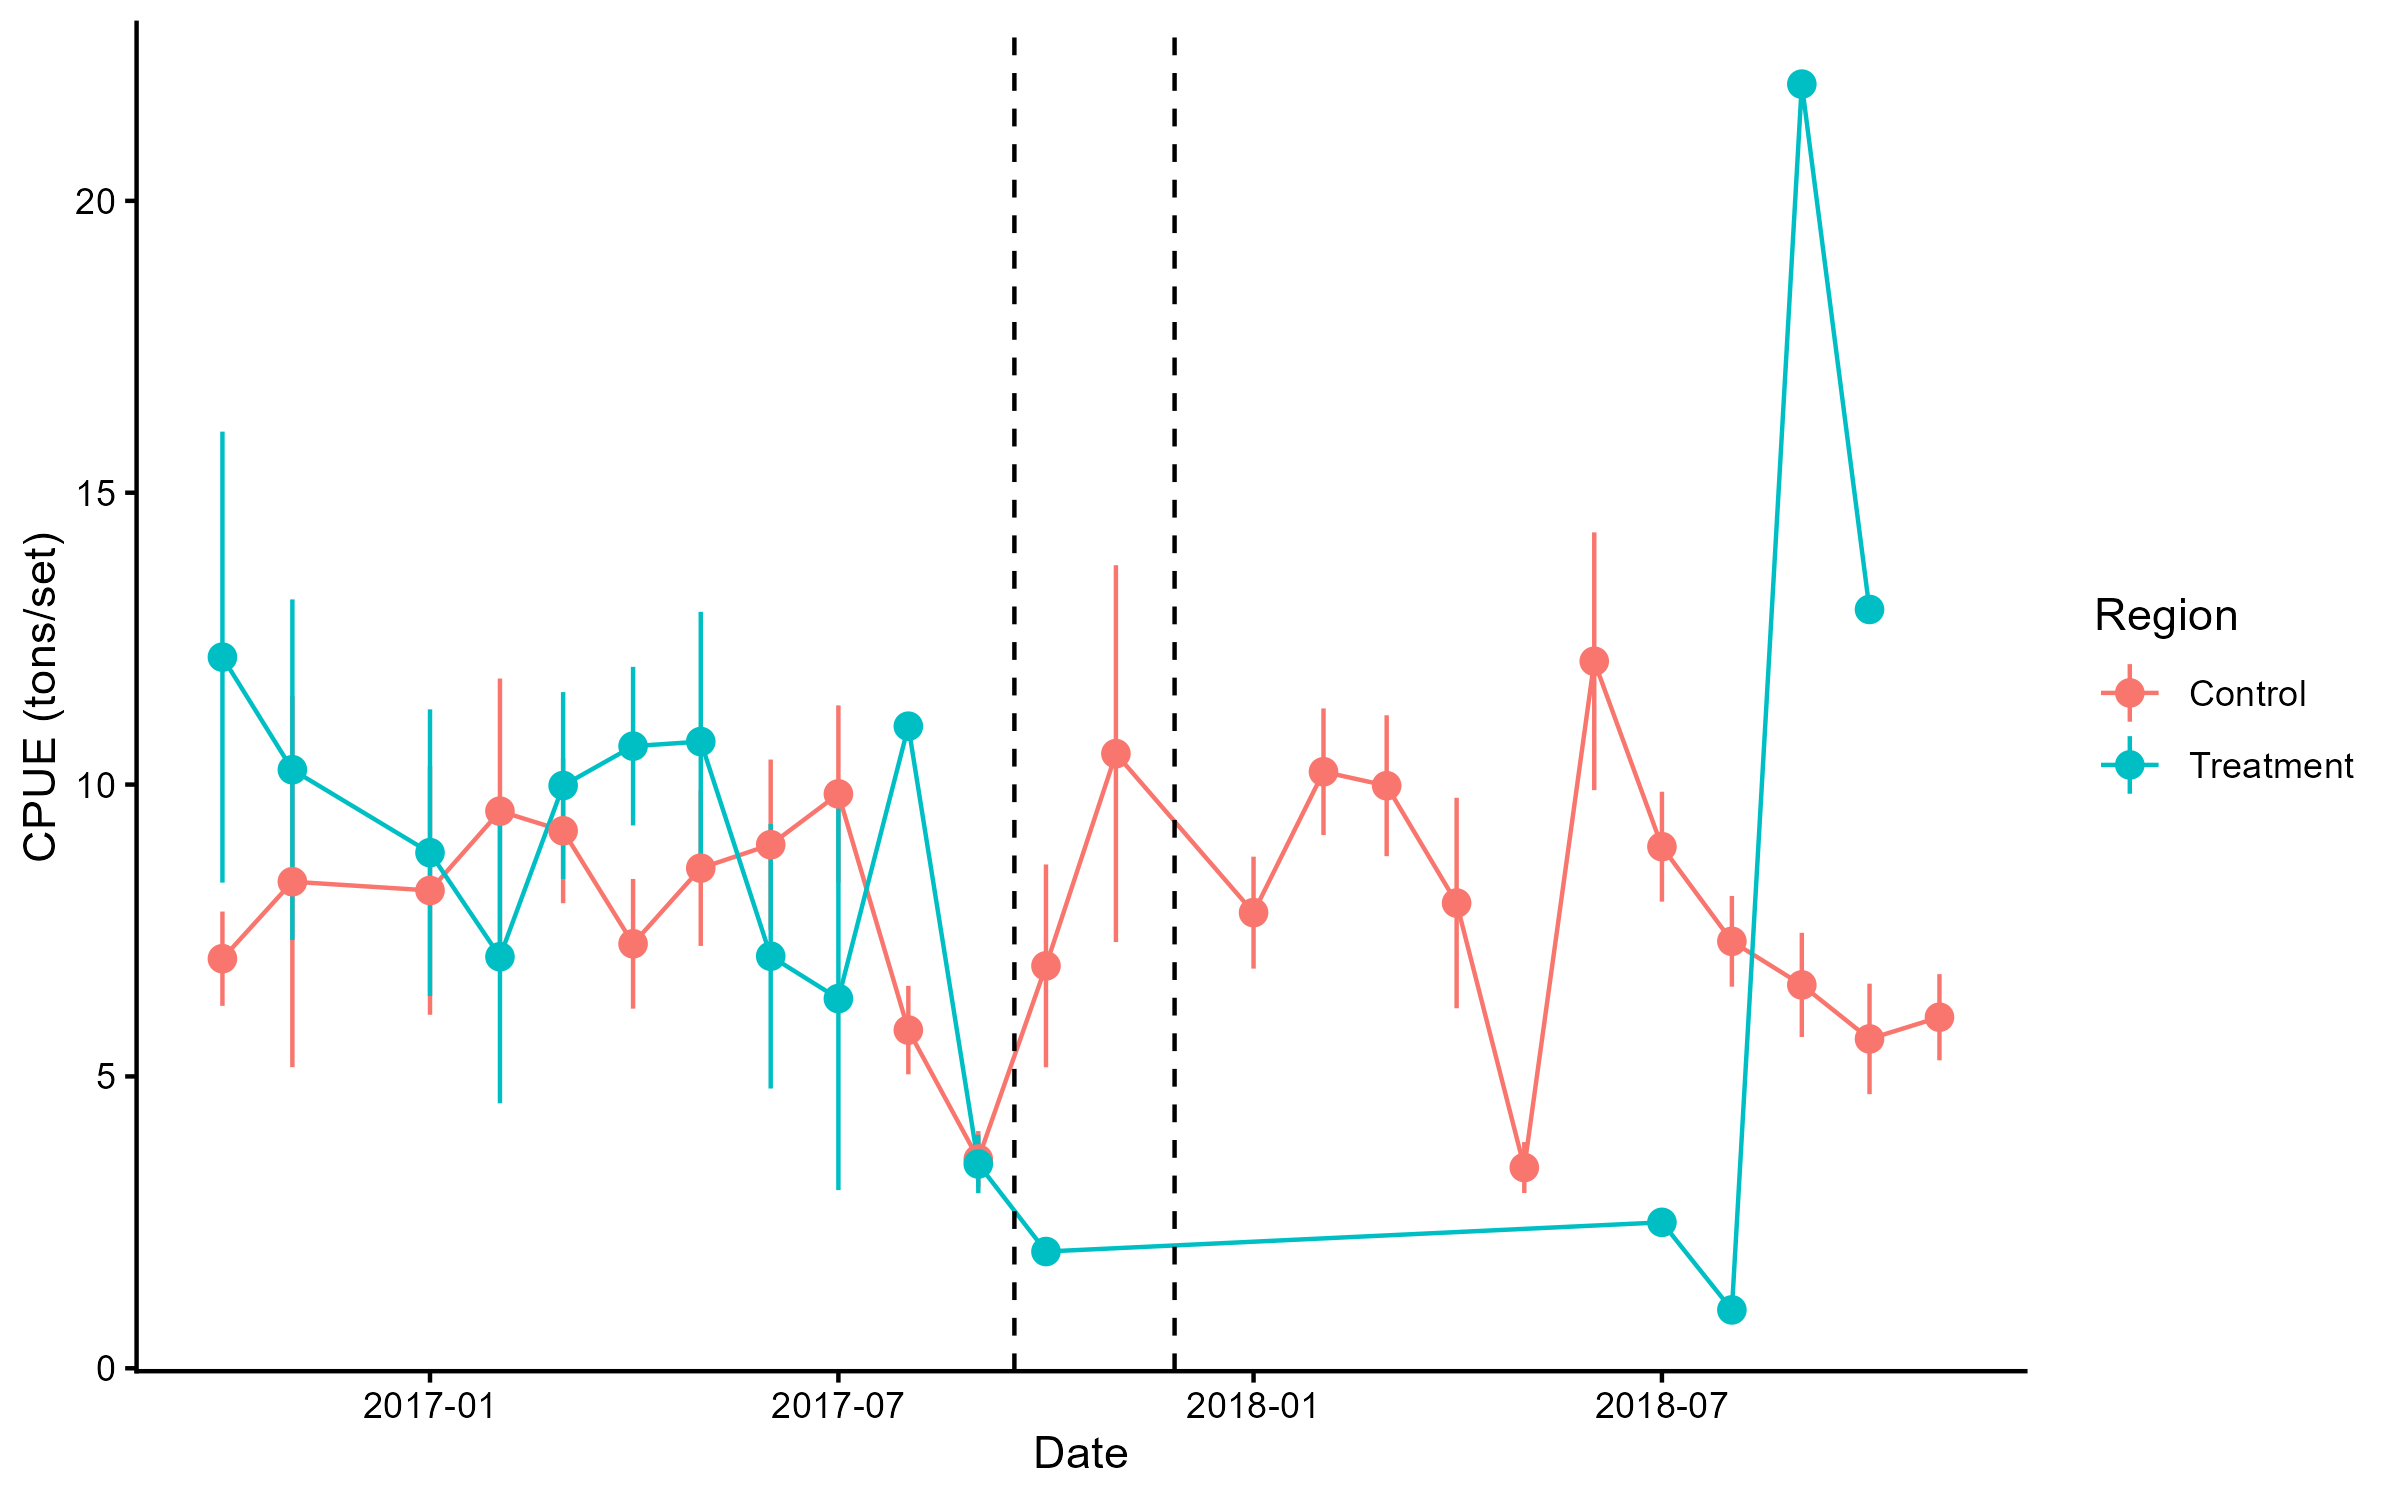 CPUE (tons/set)
20
15
10
5
0
2017-01
2017-07
2018-01
2018-07
Date
Region
Control
Treatment